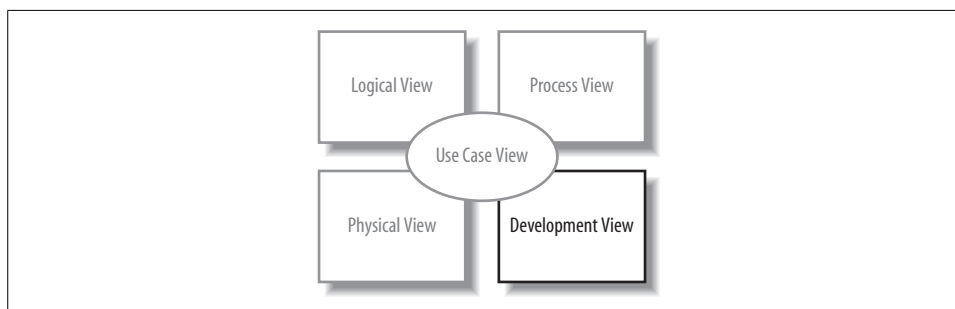 Logical View
Process View
Use Case View
Physical View
Development View